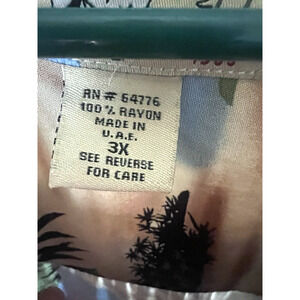 RN# 64776
100% RAYON
MADE IN
U.A.E.
3X
SEE REVERSE
FOR CARE